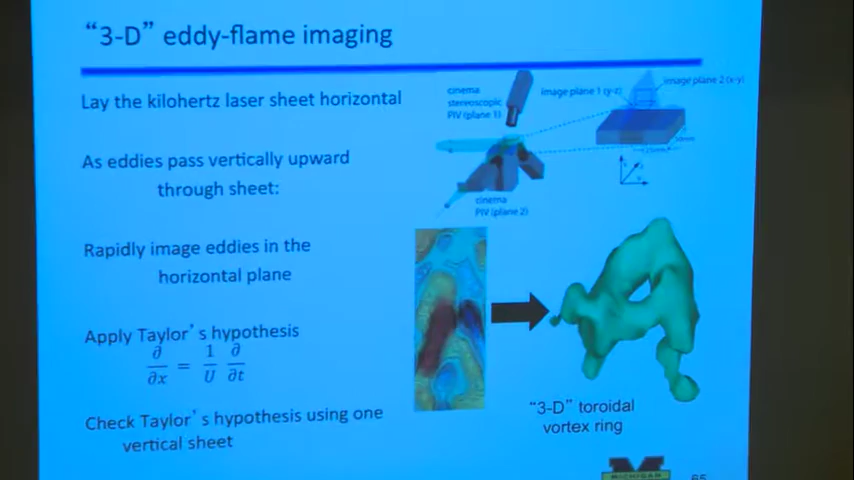 “3-D” eddy-flame imaging
Lay the kilohertz laser sheet horizontal
As eddies pass vertically upward
through sheet:
Rapidly image eddies in the
horizontal plane
Apply Taylor’s hypothesis
∂/∂x = 1/U ∂/∂t
Check Taylor’s hypothesis using one
vertical sheet
cinema
stereoscopic
PIV (plane 1)
image plane 1 (y-z)
image plane 2 (x-y)
cinema
PIV (plane 2)
“3-D” toroidal
vortex ring
MICHIGAN
65